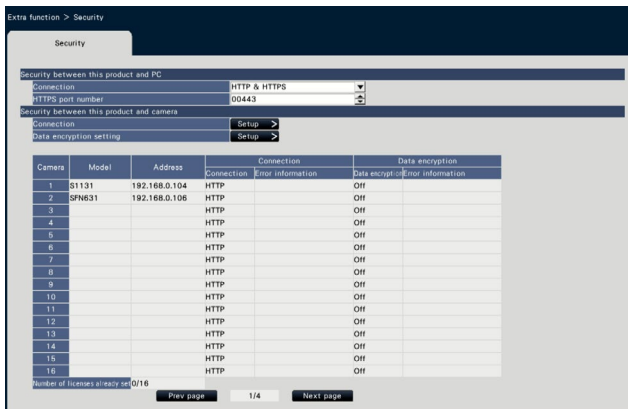 Extra function > Security
Security
Security between this product and PC
Connection HTTP & HTTPS
HTTPS port number 00443
Security between this product and camera
Connection Setup >
Data encryption setting Setup >
Camera Model Address Connection Data encryption
Connection Error information Data encryption Error information
1 S1131 192.168.0.104 HTTP Off
2 SFN631 192.168.0.106 HTTP Off
3 HTTP Off
4 HTTP Off
5 HTTP Off
6 HTTP Off
7 HTTP Off
8 HTTP Off
9 HTTP Off
10 HTTP Off
11 HTTP Off
12 HTTP Off
13 HTTP Off
14 HTTP Off
15 HTTP Off
16 HTTP Off
Number of licenses already set 0/16
Prev page 1/4 Next page